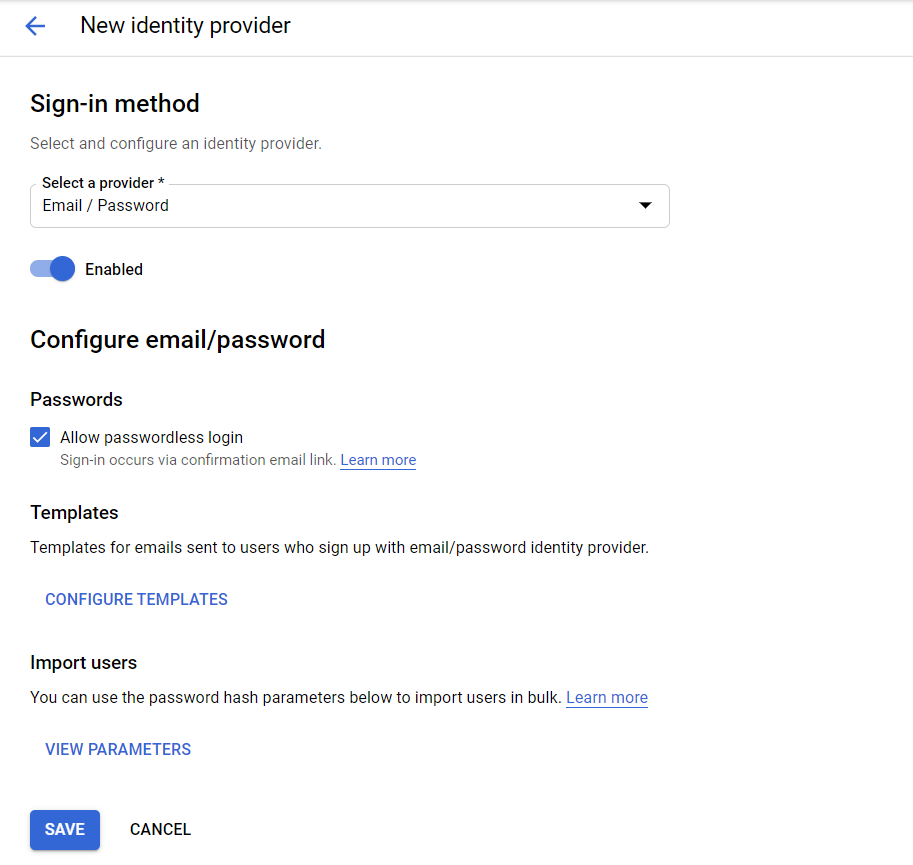 New identity provider
Sign-in method
Select and configure an identity provider.
Select a provider *
Email / Password
Enabled
Configure email/password
Passwords
Allow passwordless login
Sign-in occurs via confirmation email link. Learn more
Templates
Templates for emails sent to users who sign up with email/password identity provider.
CONFIGURE TEMPLATES
Import users
You can use the password hash parameters below to import users in bulk. Learn more
VIEW PARAMETERS
SAVE CANCEL